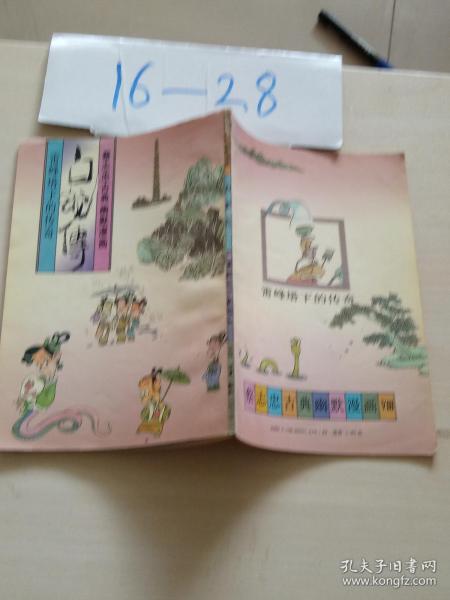 16—28
雷峰塔下的传奇
白蛇傳
蔡志忠古典幽默漫画
雷峰塔下的传奇
蔡志忠古典幽默漫画
孔夫子旧书网
www.kongfz.com